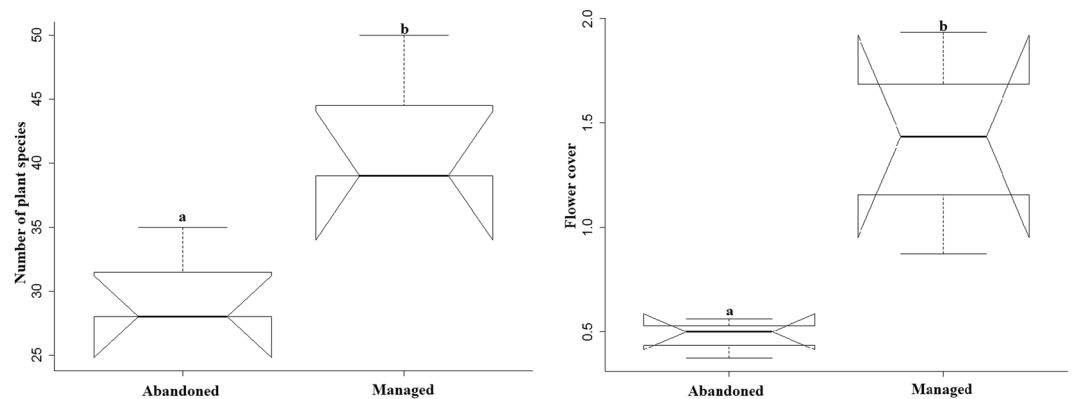 Number of plant species
50
45
40
35
30
25
a
b
Abandoned
Managed
Flower cover
2.0
1.5
1.0
0.5
a
b
Abandoned
Managed